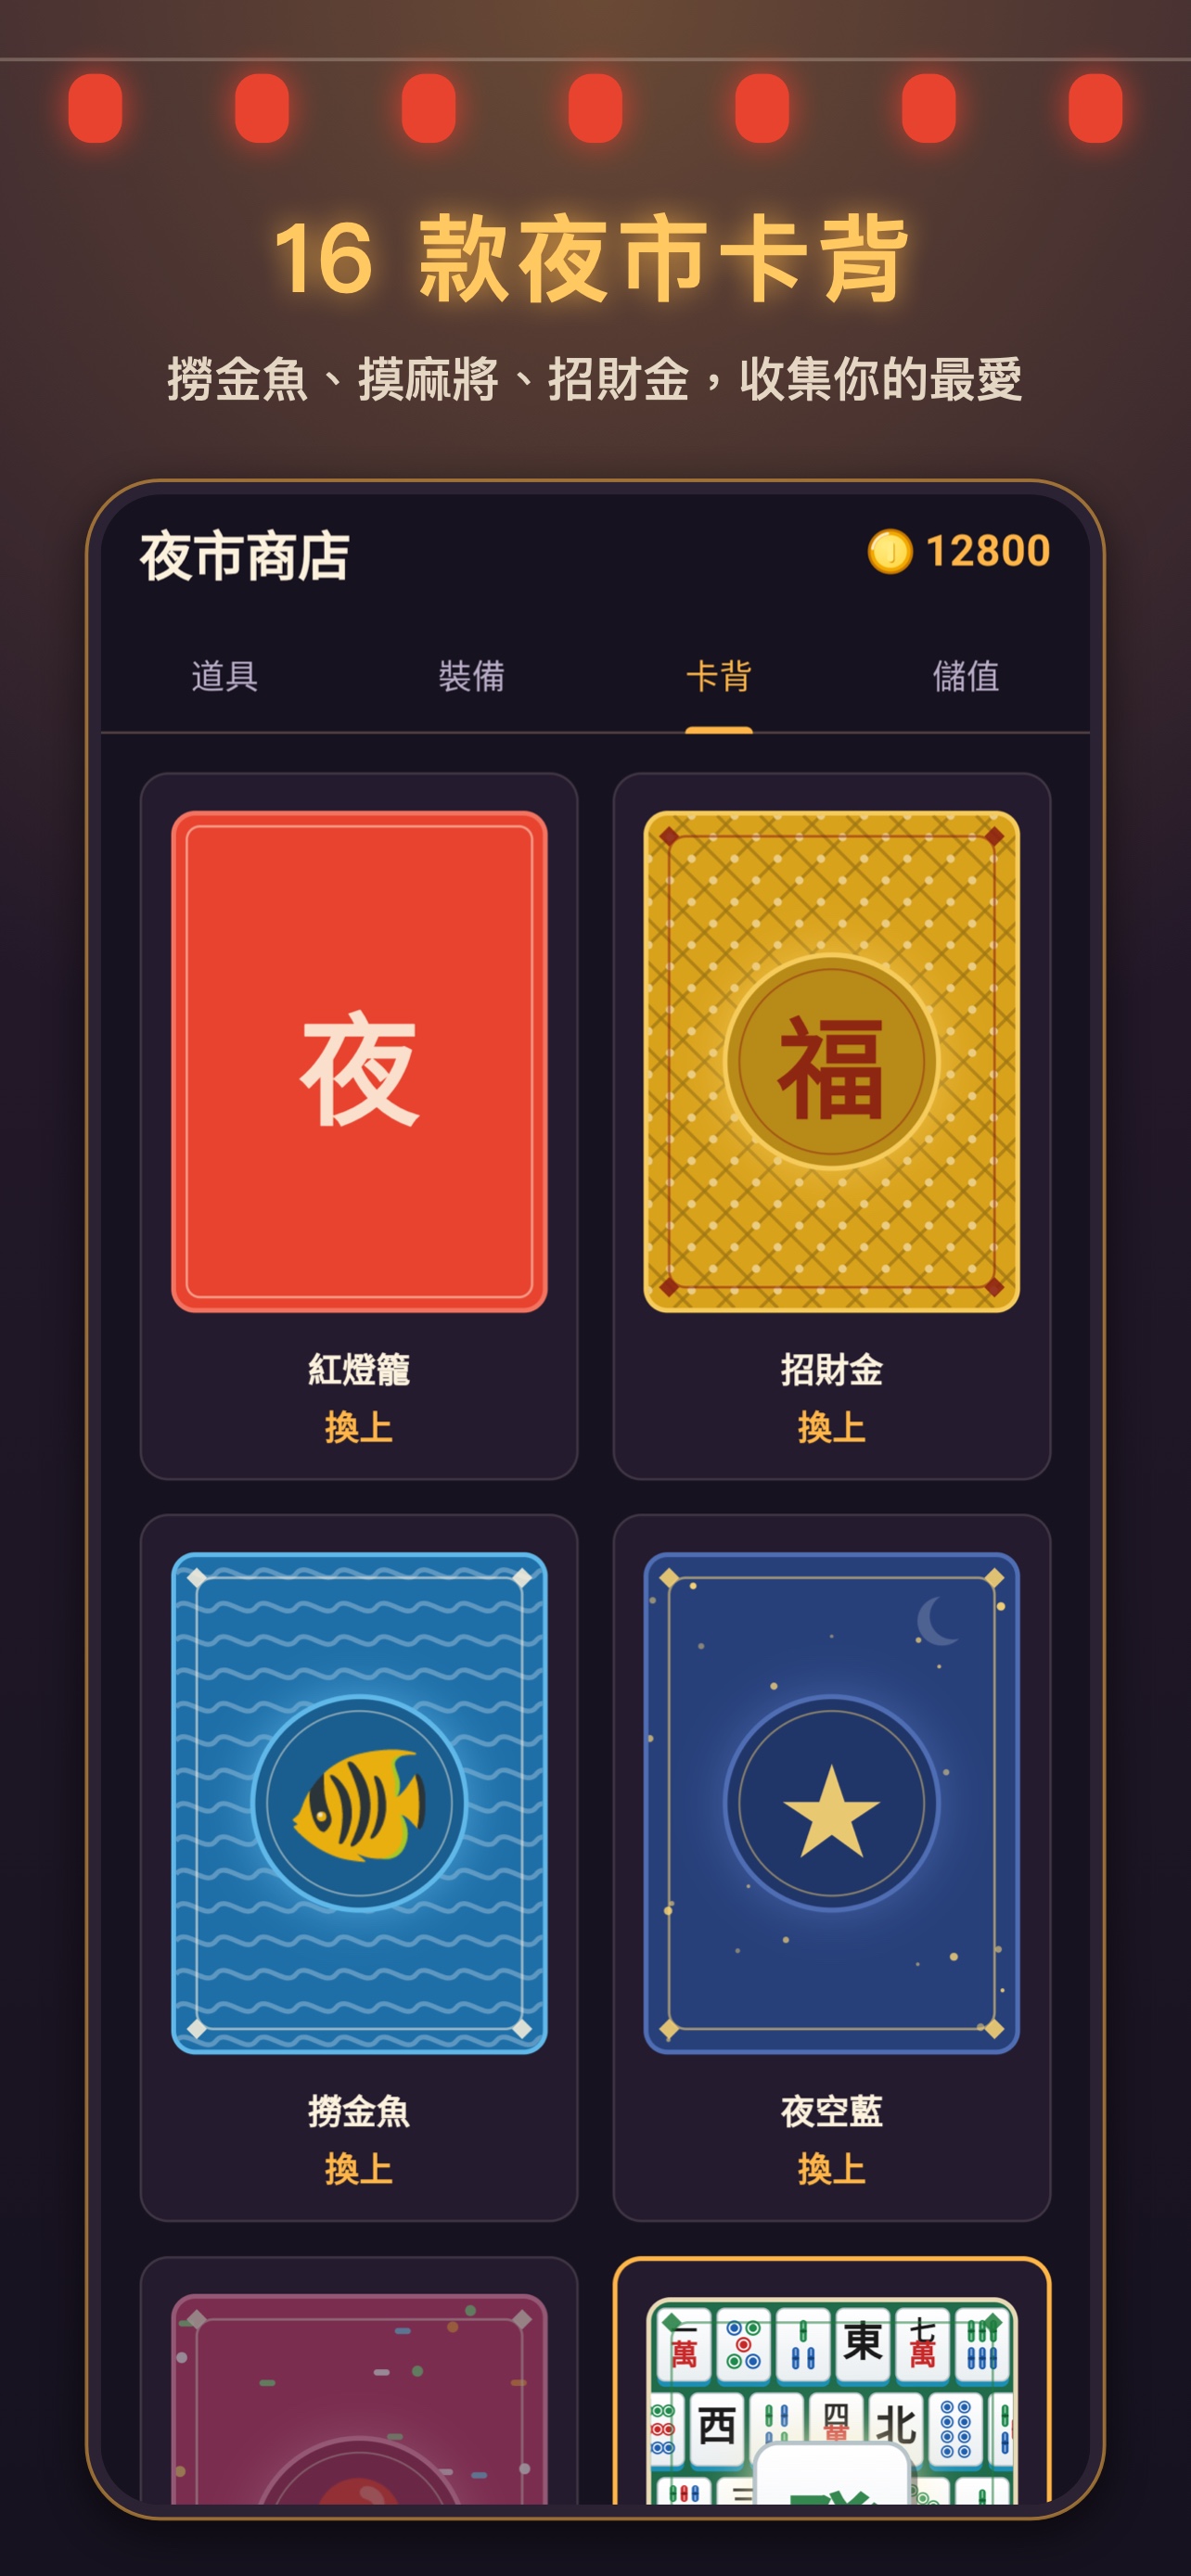 16 款夜市卡背
撈金魚、摸麻將、招財金，收集你的最愛
夜市商店
12800
道具 裝備 卡背 儲值
夜
福
紅燈籠
招財金
換上
換上
撈金魚
夜空藍
換上
換上
一萬 東 七萬
西 四萬 北